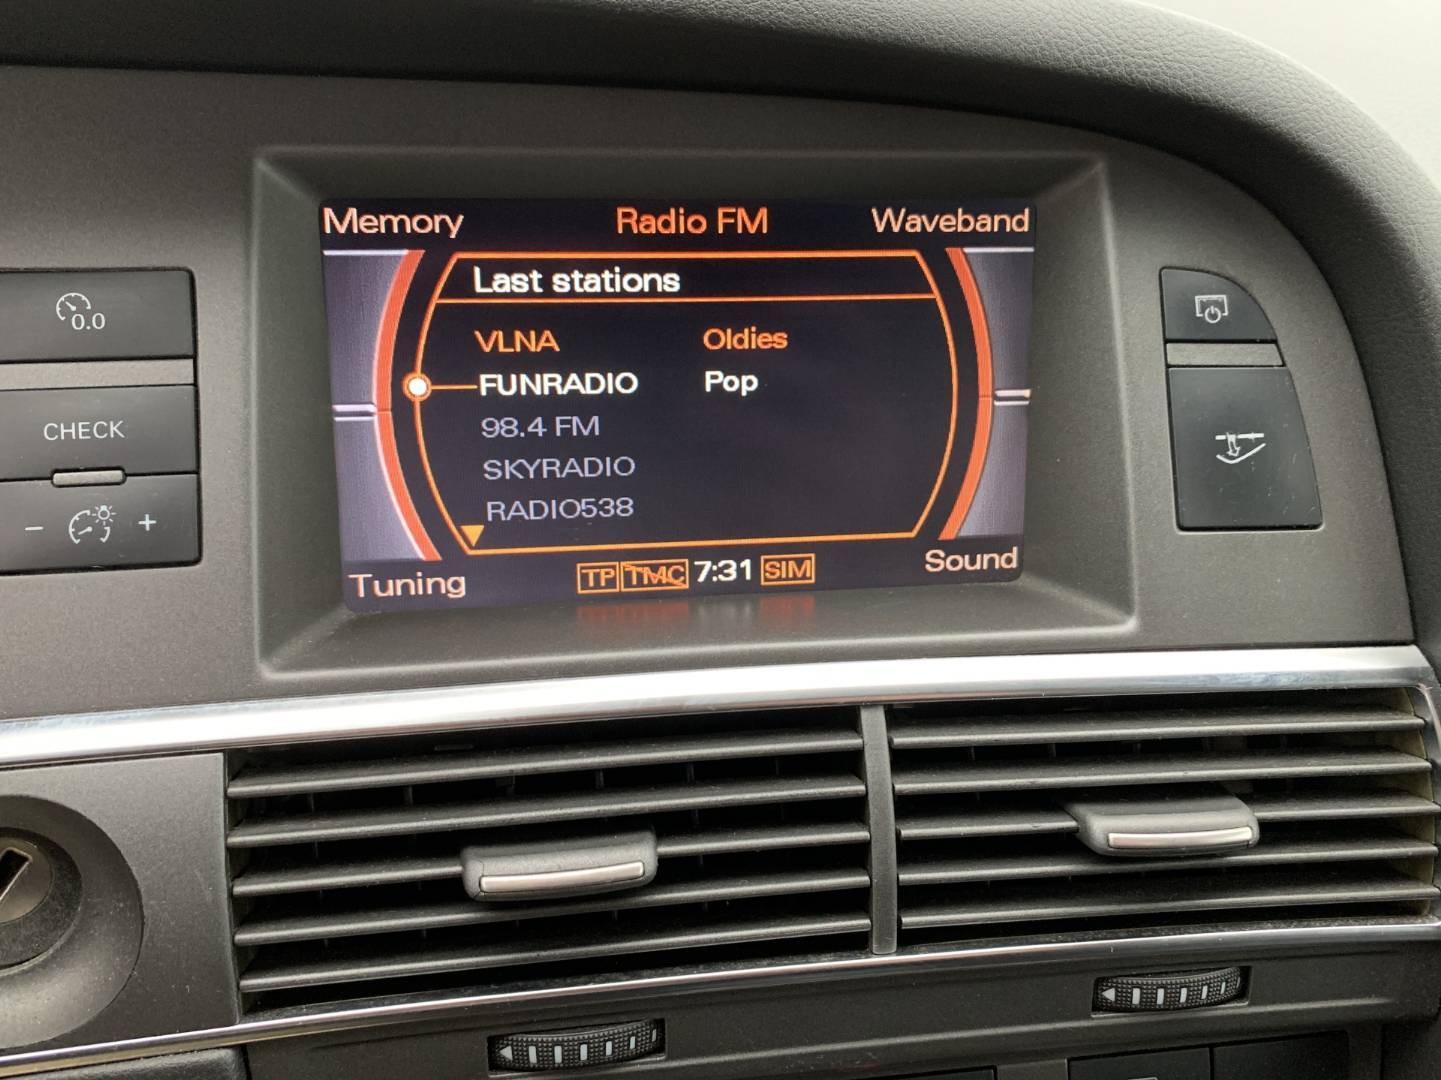 Memory Radio FM Waveband
Last stations
VLNA Oldies
FUNRADIO Pop
98.4 FM
SKYRADIO
RADIO538
Tuning TP TMC 7:31 SIM Sound
0.0
CHECK
- +